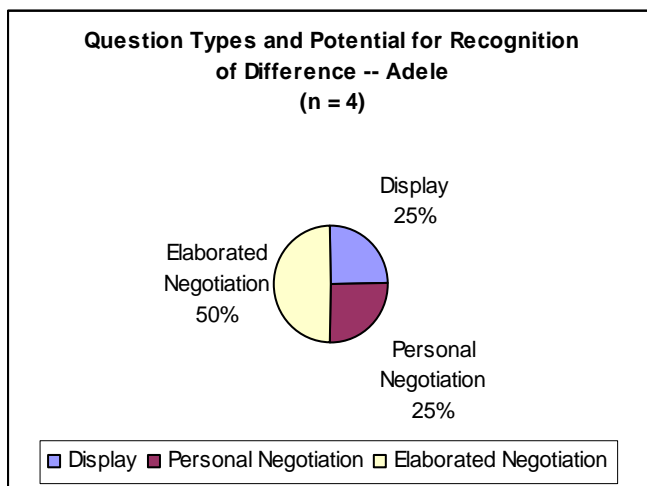 Question Types and Potential for Recognition
of Difference -- Adele
(n = 4)
Display
25%
Elaborated
Negotiation
50%
Personal
Negotiation
25%
Display Personal Negotiation Elaborated Negotiation